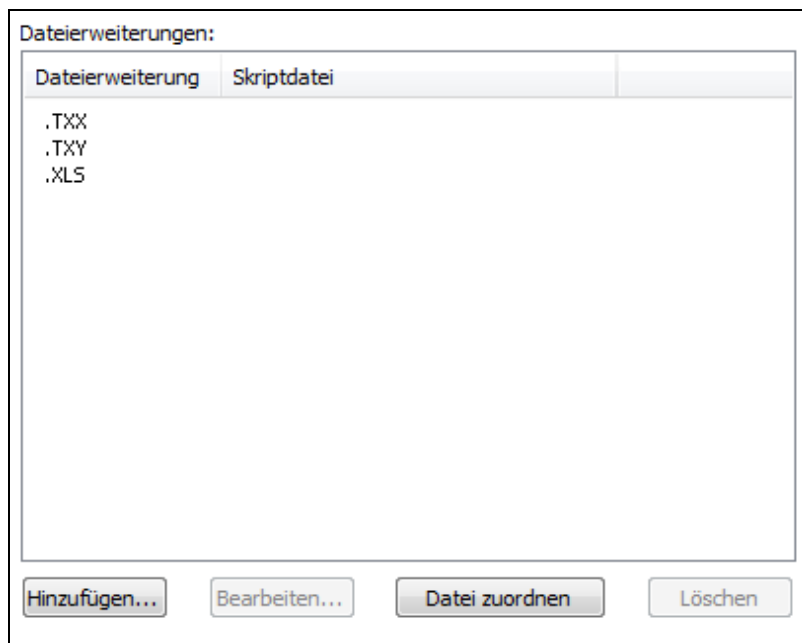 Dateierweiterungen:
Dateierweiterung Skriptdatei
.TXX
.TXY
.XLS
Hinzufügen... Bearbeiten... Datei zuordnen Löschen